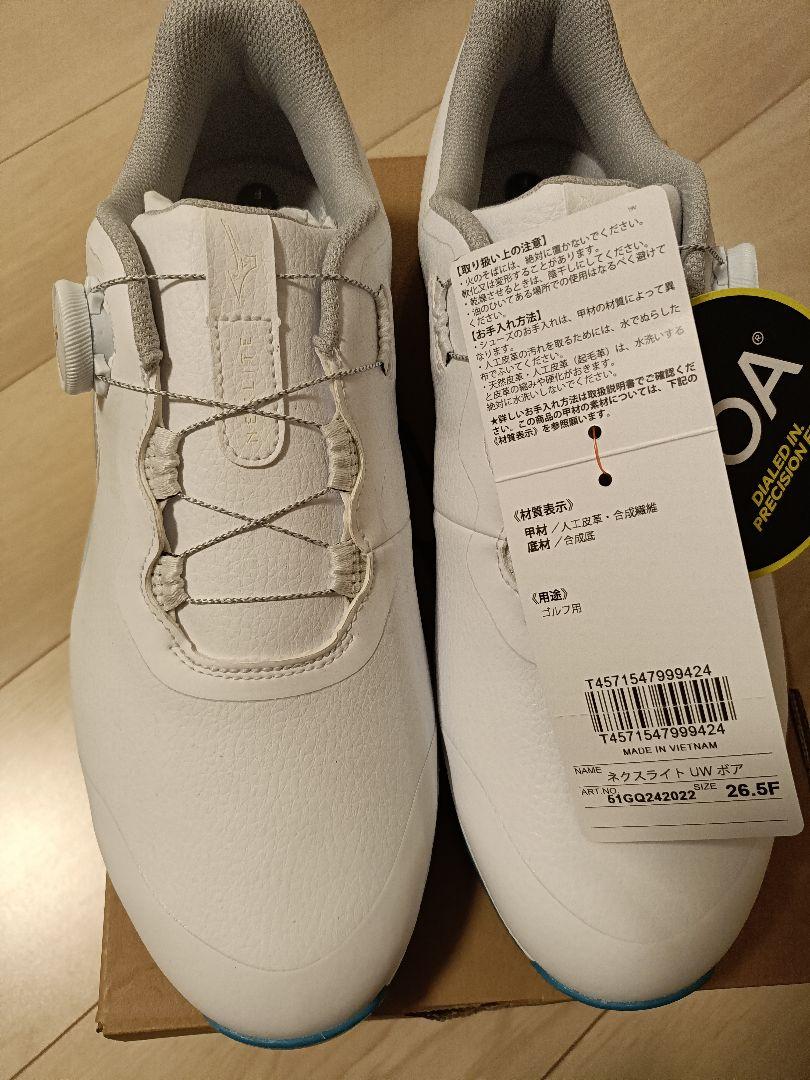 【取り扱い上の注意】
・火のそばには、絶対に置かないでください。
軟化又は変形することがあります。
・乾燥させるときは、陰干しにしてください。
・油のひいてある場所での使用はなるべく避けて
ください。
【お手入れ方法】
・シューズのお手入れは、甲材の材質によって異
なります。
・人工皮革の汚れを取るためには、水でぬらした
布でふいてください。
・天然皮革・人工皮革（起毛革）は、水洗いする
と皮革の縮みや硬化がおきます。
絶対に水洗いしないでください。
★詳しいお手入れ方法は取扱説明書でご確認くだ
さい。この商品の甲材の素材については、下記の
《材質表示》を参照願います。
《材質表示》
甲材／人工皮革・合成繊維
底材／合成底
《用途》
ゴルフ用
T4571547999424
T4571547999424
MADE IN VIETNAM
NAME ネクスライト UW ボア
ART.NO. 51GQ242022 SIZE 26.5F
OA®
DIALED IN.